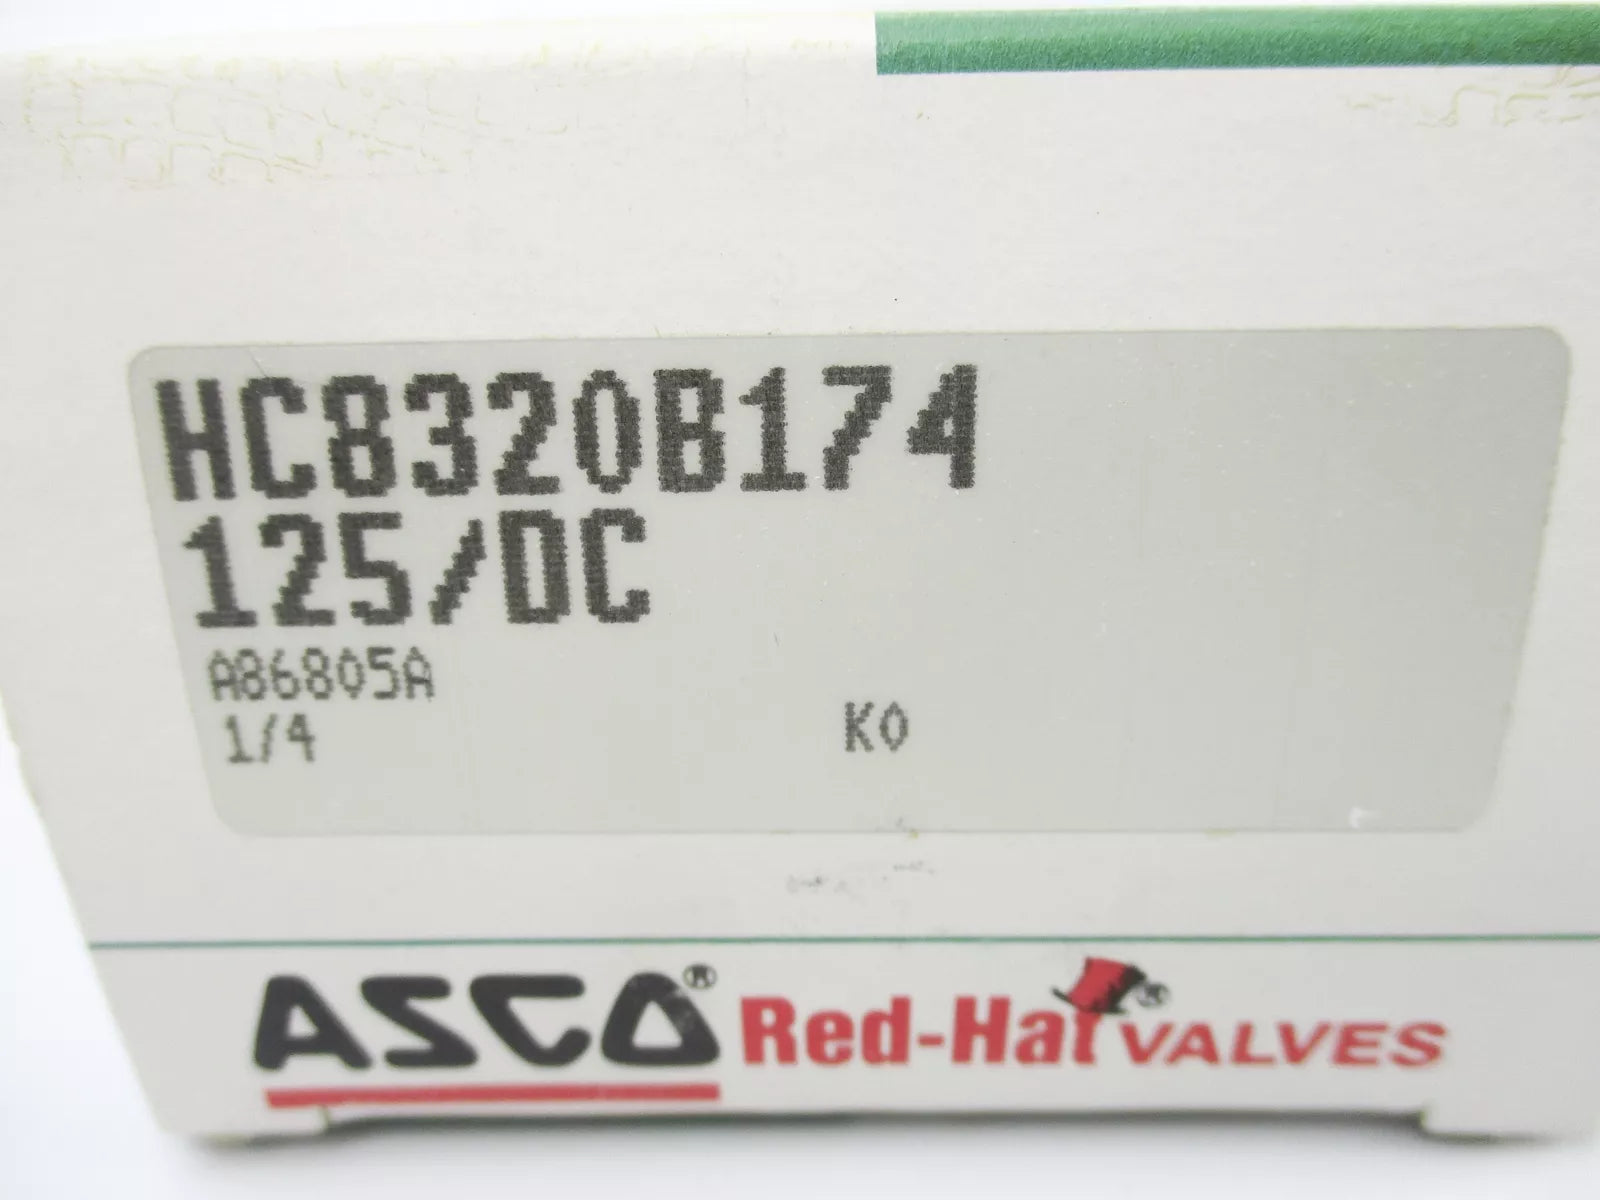 HC8320B174
125/DC
A86805A
1/4 K0
ASCO® Red-Hat® VALVES